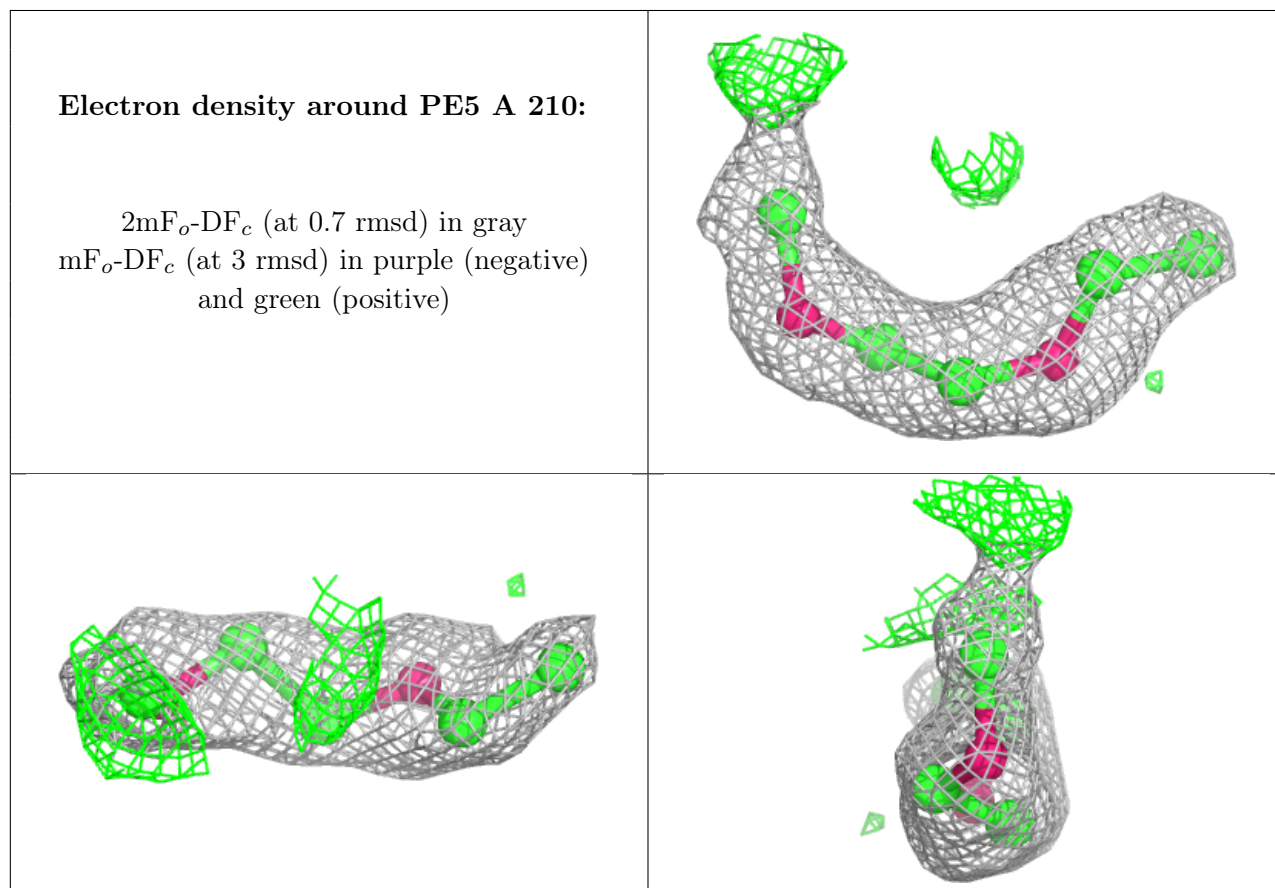 Electron density around PE5 A 210:
2mFo-DFc (at 0.7 rmsd) in gray
mFo-DFc (at 3 rmsd) in purple (negative)
and green (positive)